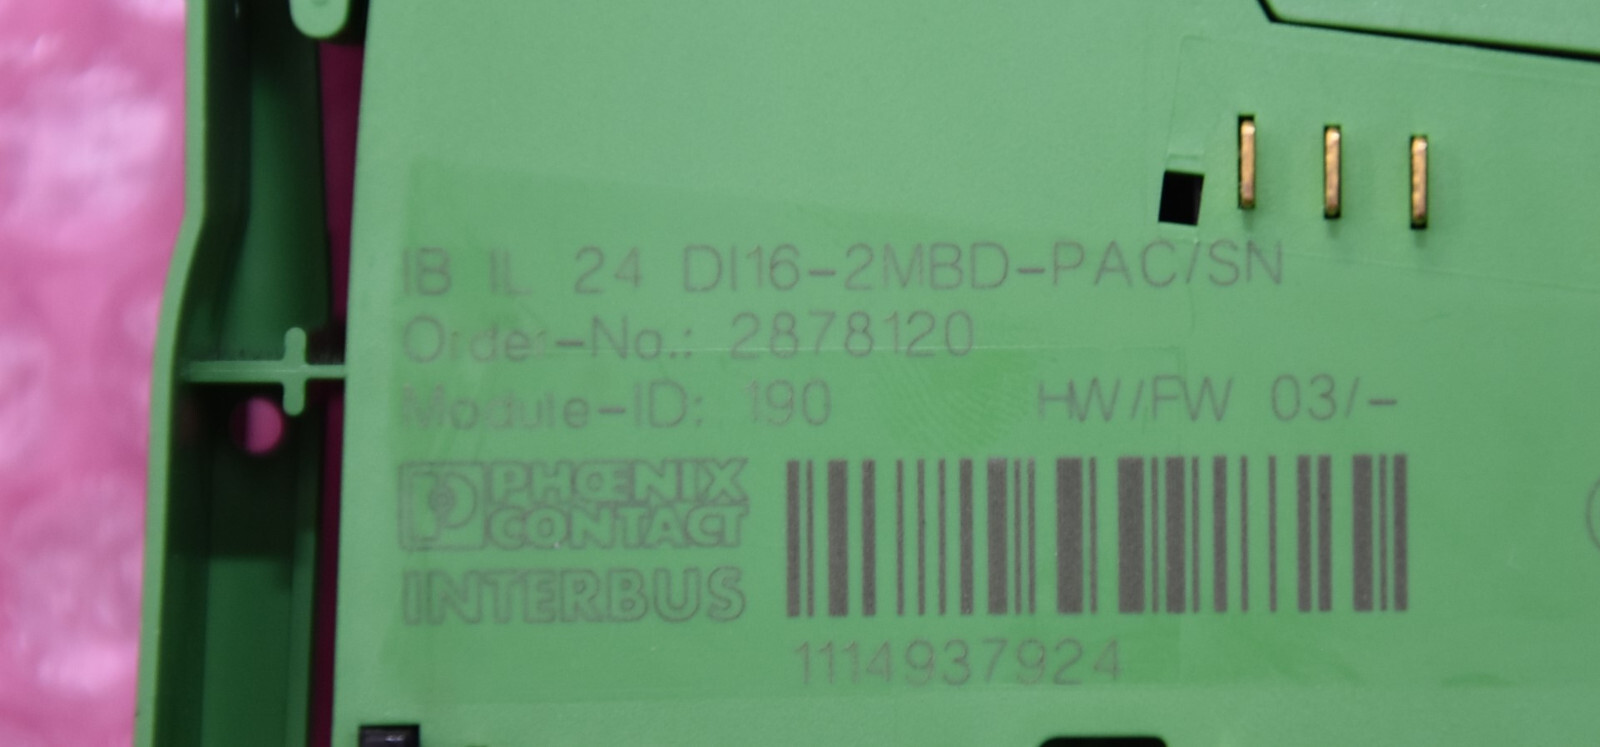 IB IL 24 DI16-2MBD-PAC/SN
Order-No.: 2878120
Module-ID: 190 HW/FW 03/-
PHŒNIX
CONTACT
INTERBUS
1114937924